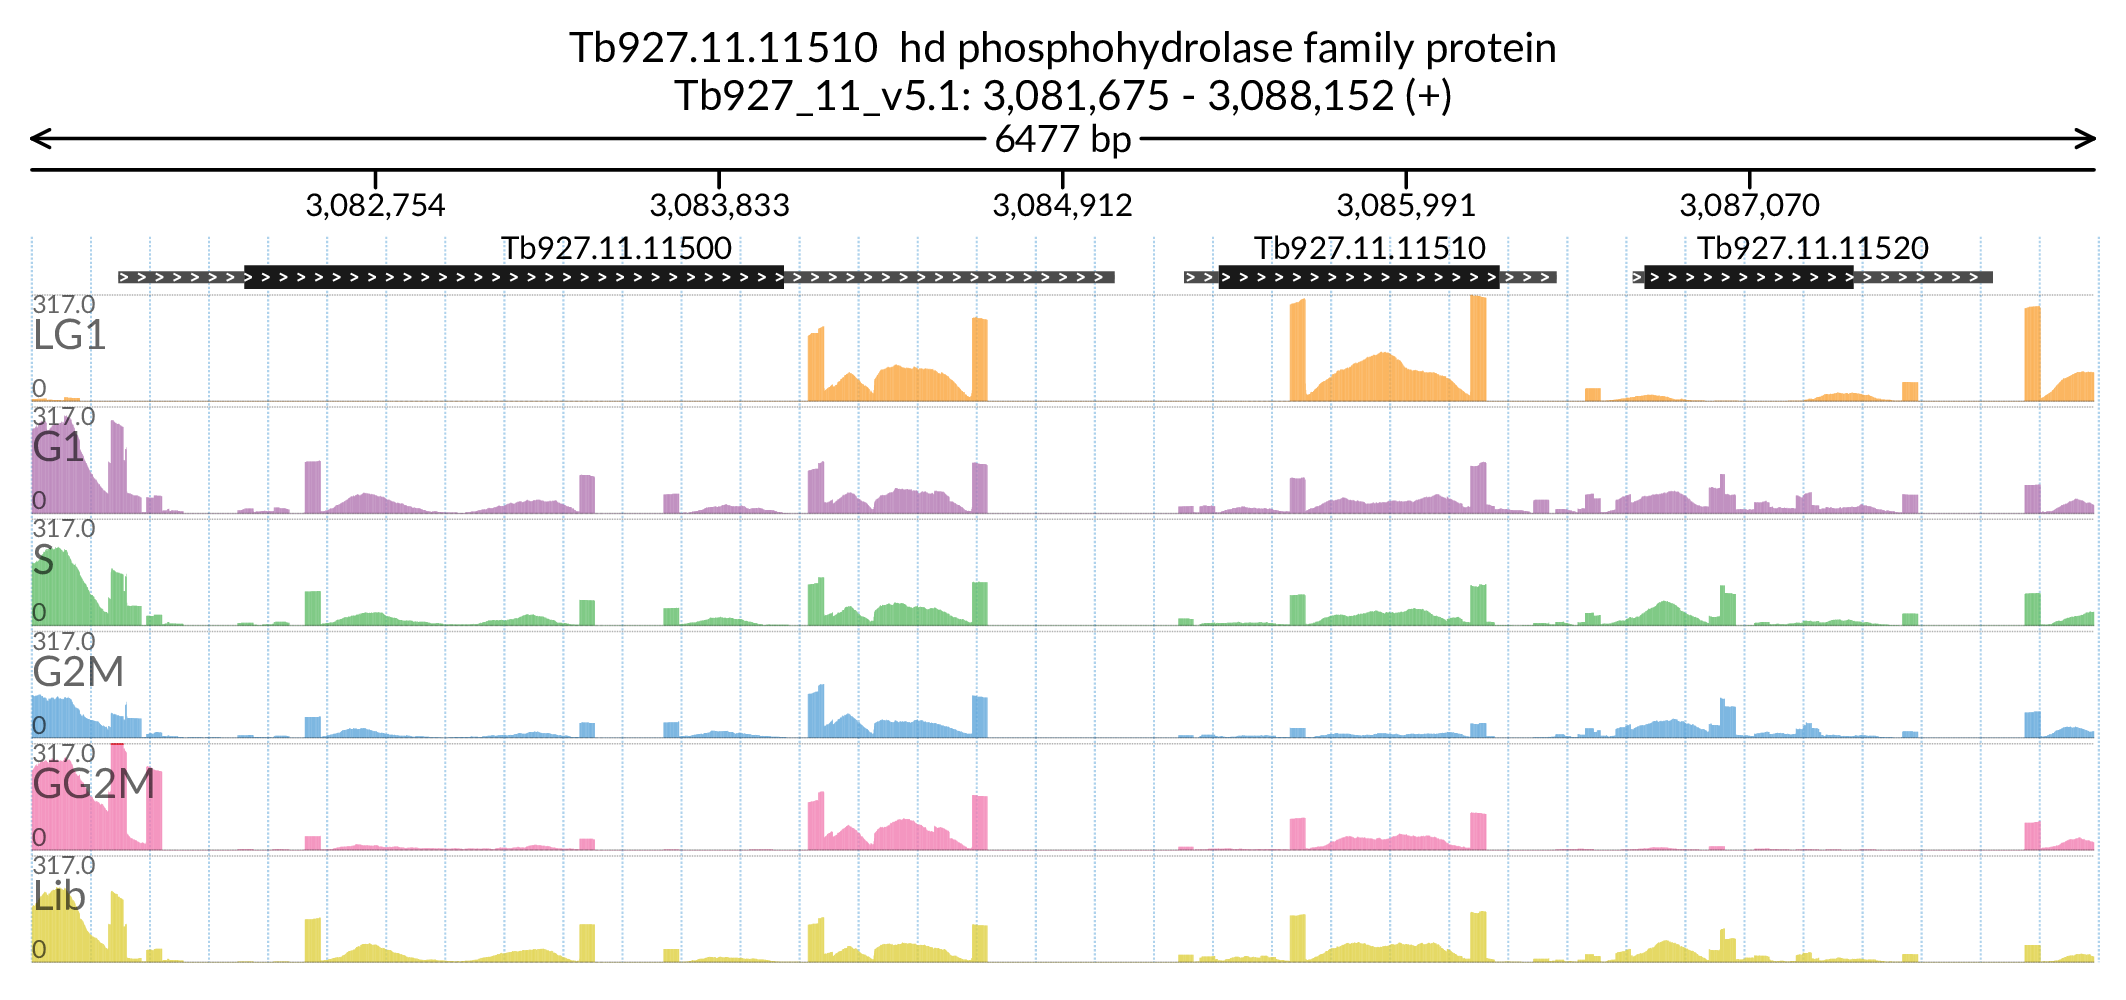 Tb927.11.11510  hd phosphohydrolase family protein
Tb927_11_v5.1: 3,081,675 - 3,088,152 (+)
6477 bp
3,082,754 3,083,833 3,084,912 3,085,991 3,087,070
Tb927.11.11500 Tb927.11.11510 Tb927.11.11520
317.0
LG1
0
317.0
G1
0
317.0
S
0
317.0
G2M
0
317.0
GG2M
0
317.0
Lib
0